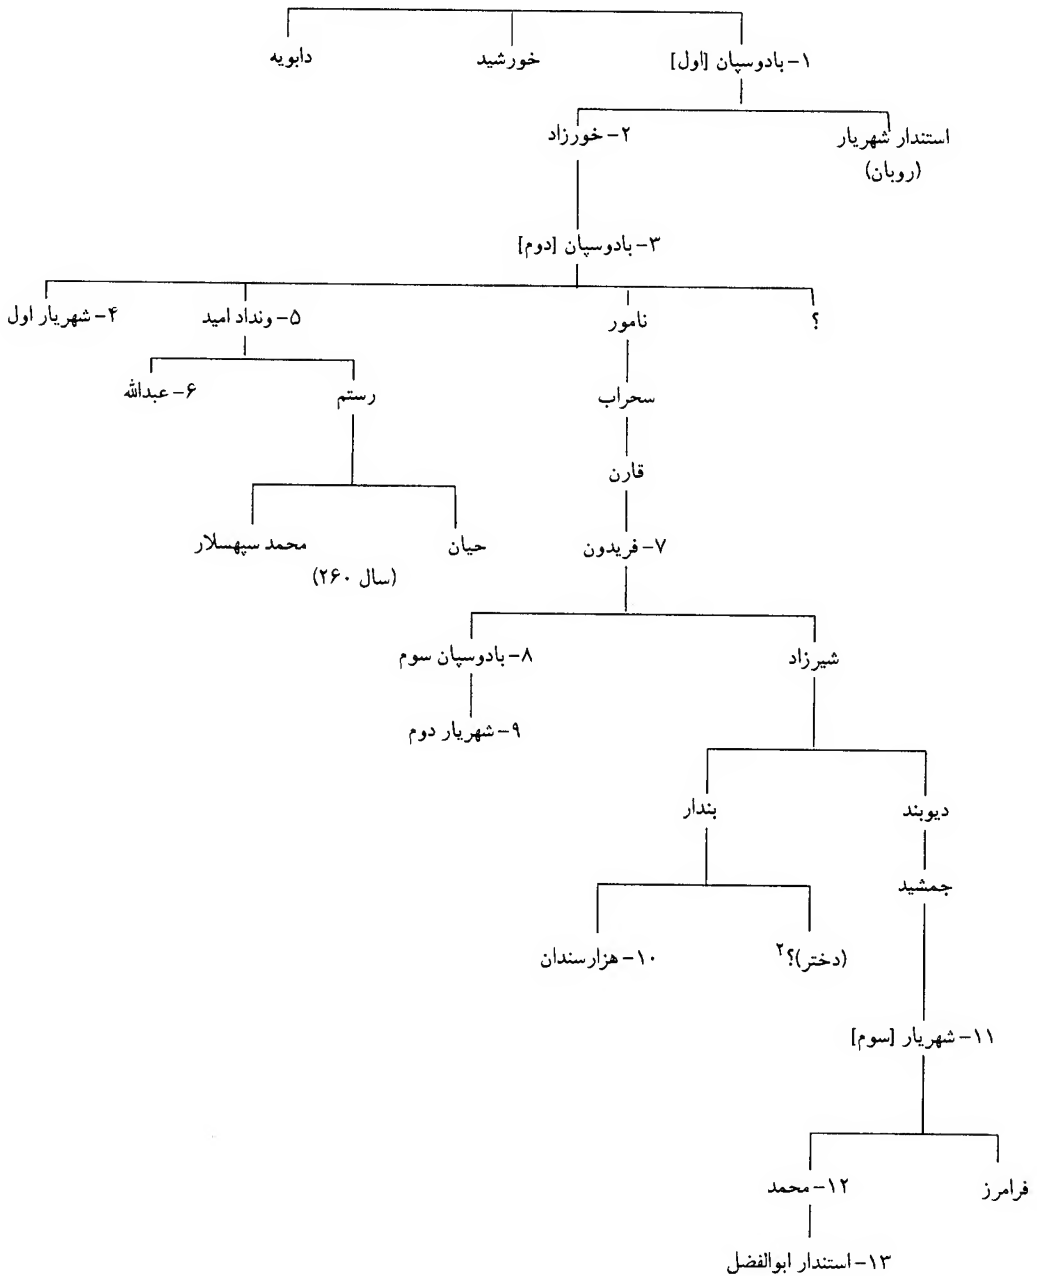 ۱- بادوسپان [اول]
خورشید
دابویه
استندار شهریار
(رویان)
۲- خورزاد
۳- بادوسپان [دوم]
؟
نامور
۵- ونداد امید
۴- شهریار اول
سحراب
رستم
۶- عبدالله
قارن
۷- فریدون
حیان
محمد سپهسلار
(سال ۲۶۰)
شیرزاد
۸- بادوسپان سوم
۹- شهریار دوم
دیوبند
بندار
جمشید
(دختر)؟۲
۱۰- هزارسندان
۱۱- شهریار [سوم]
فرامرز
۱۲- محمد
۱۳- استندار ابوالفضل